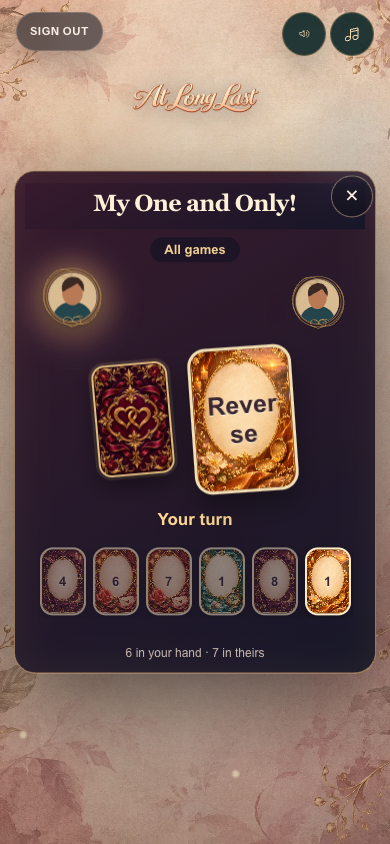 SIGN OUT
At Long Last
My One and Only!
All games
Rever
se
Your turn
4 6 7 1 8 1
6 in your hand · 7 in theirs